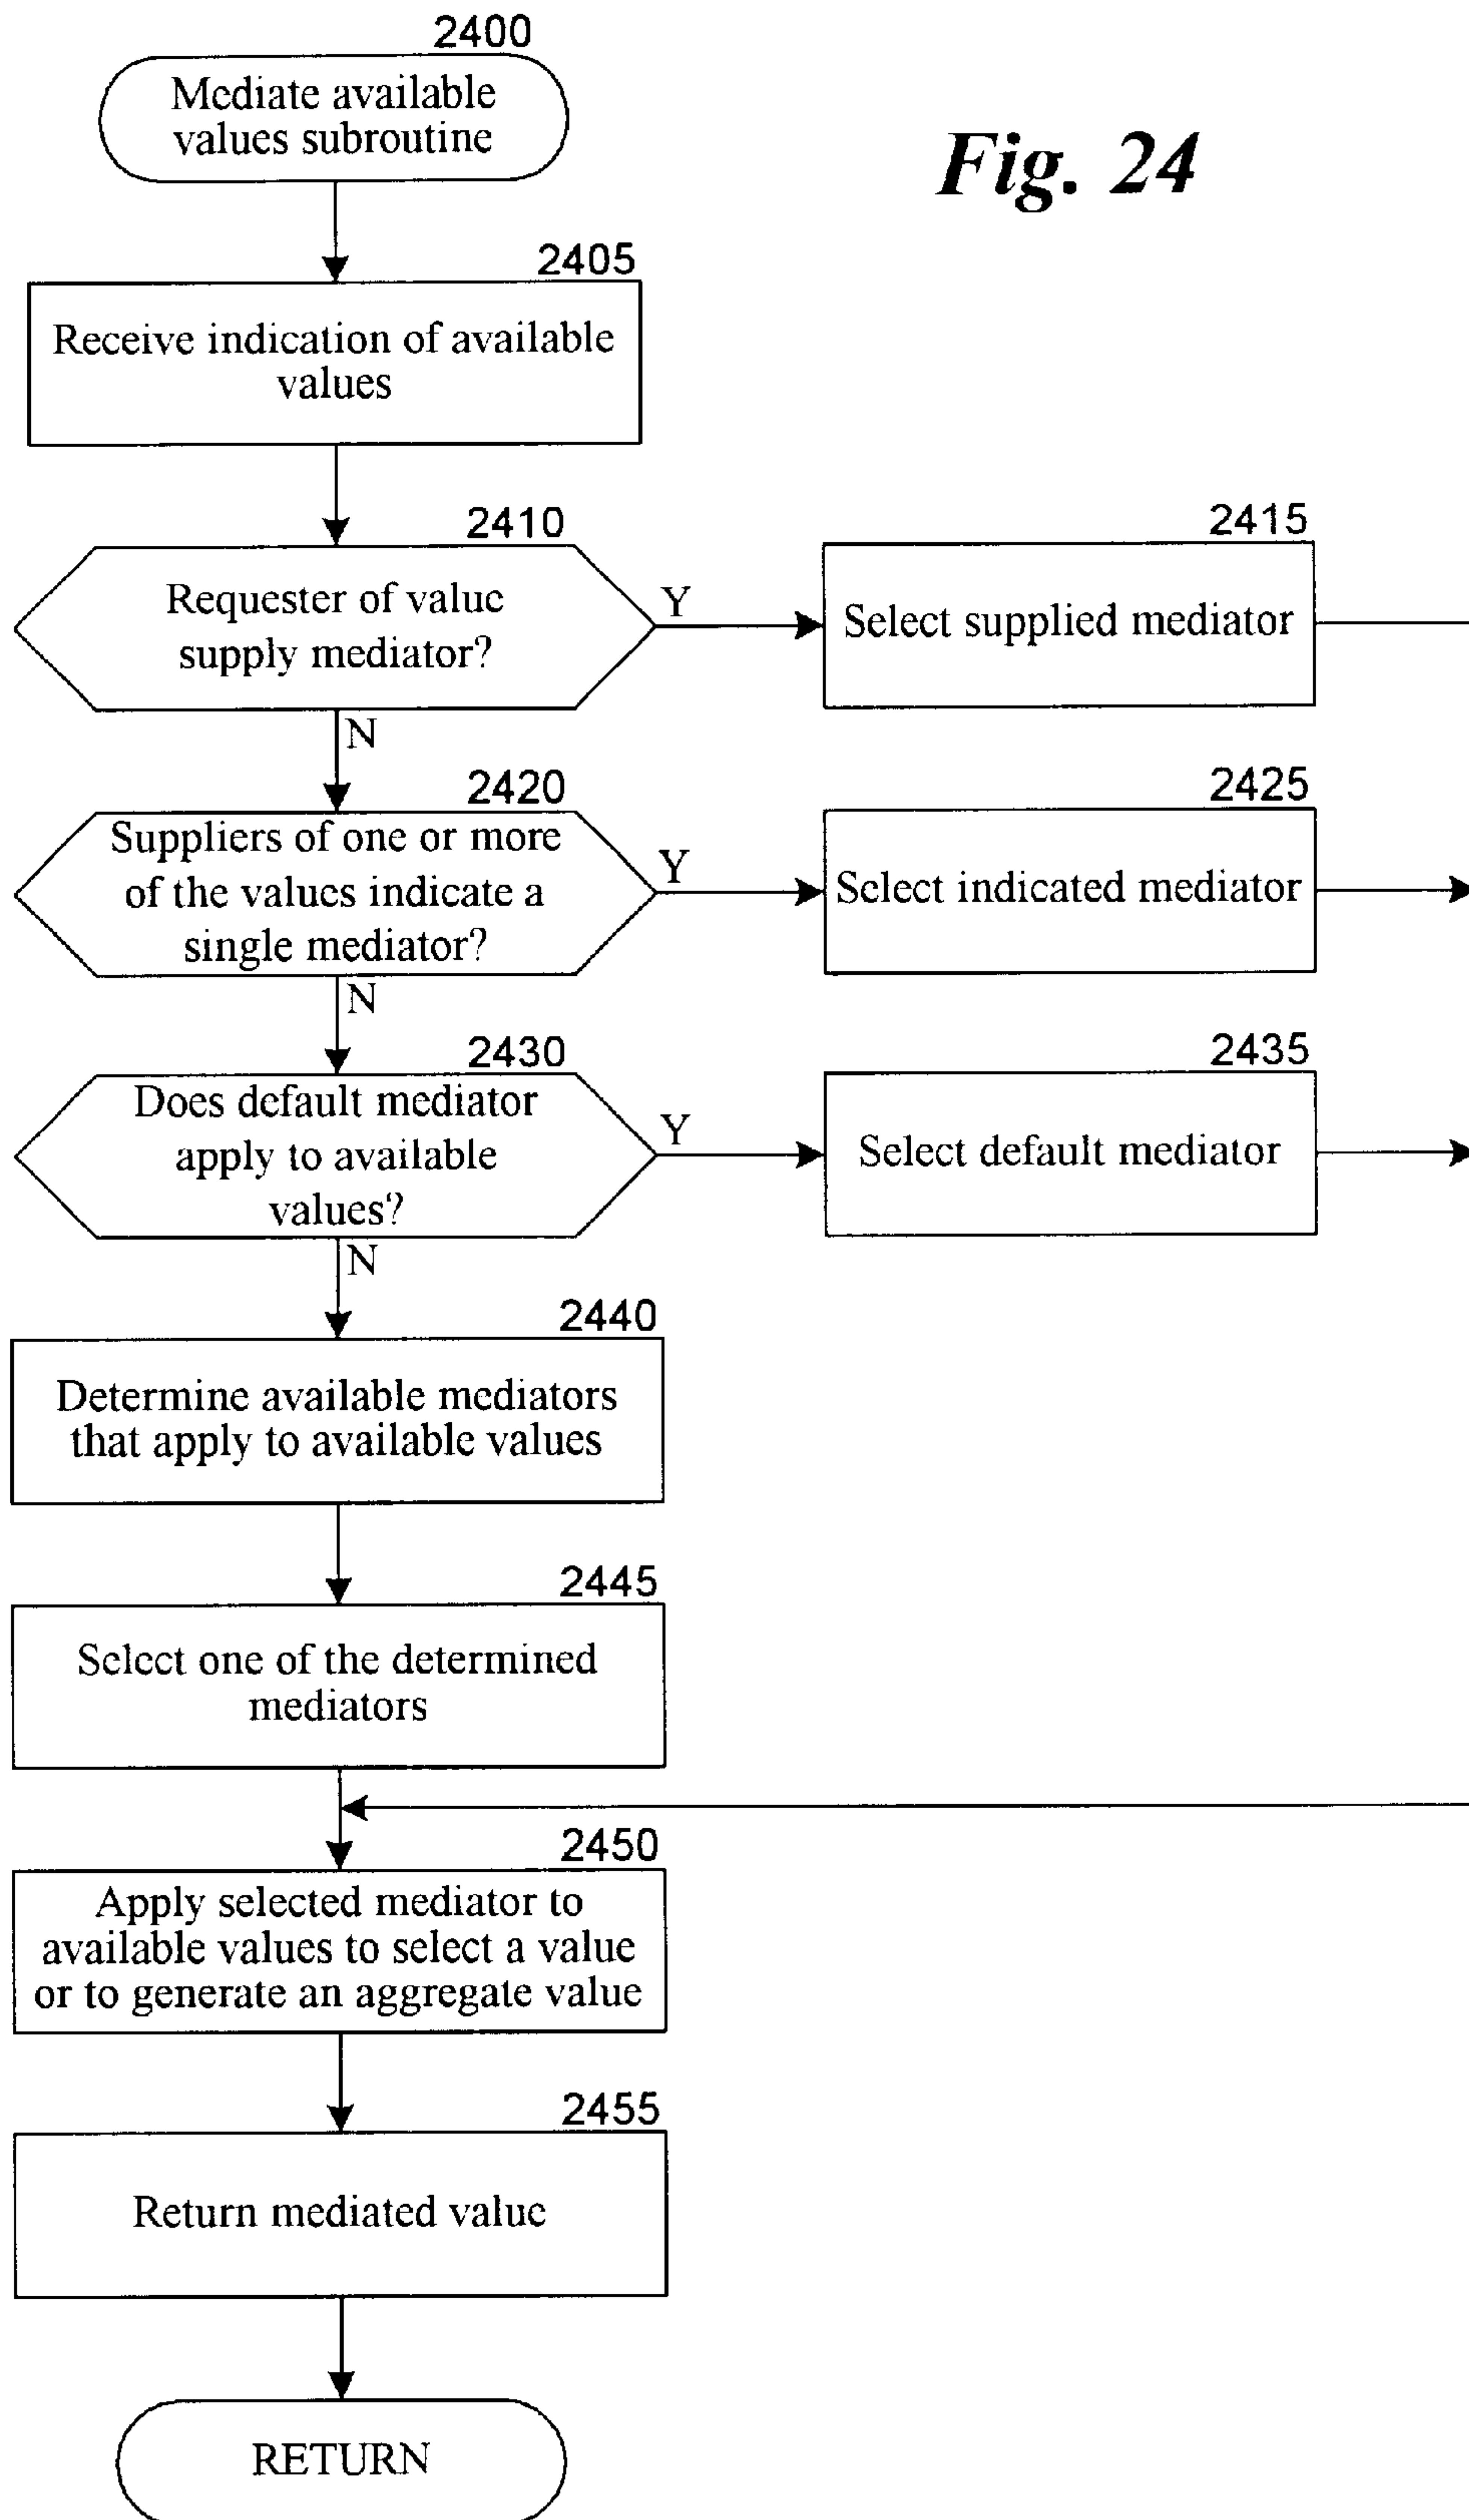 2400
Mediate available
values subroutine
Fig. 24
2405
Receive indication of available
values
2410
Requester of value
supply mediator?
Y
2415
Select supplied mediator
N
2420
Suppliers of one or more
of the values indicate a
single mediator?
Y
2425
Select indicated mediator
N
2430
Does default mediator
apply to available
values?
Y
2435
Select default mediator
N
2440
Determine available mediators
that apply to available values
2445
Select one of the determined
mediators
2450
Apply selected mediator to
available values to select a value
or to generate an aggregate value
2455
Return mediated value
RETURN